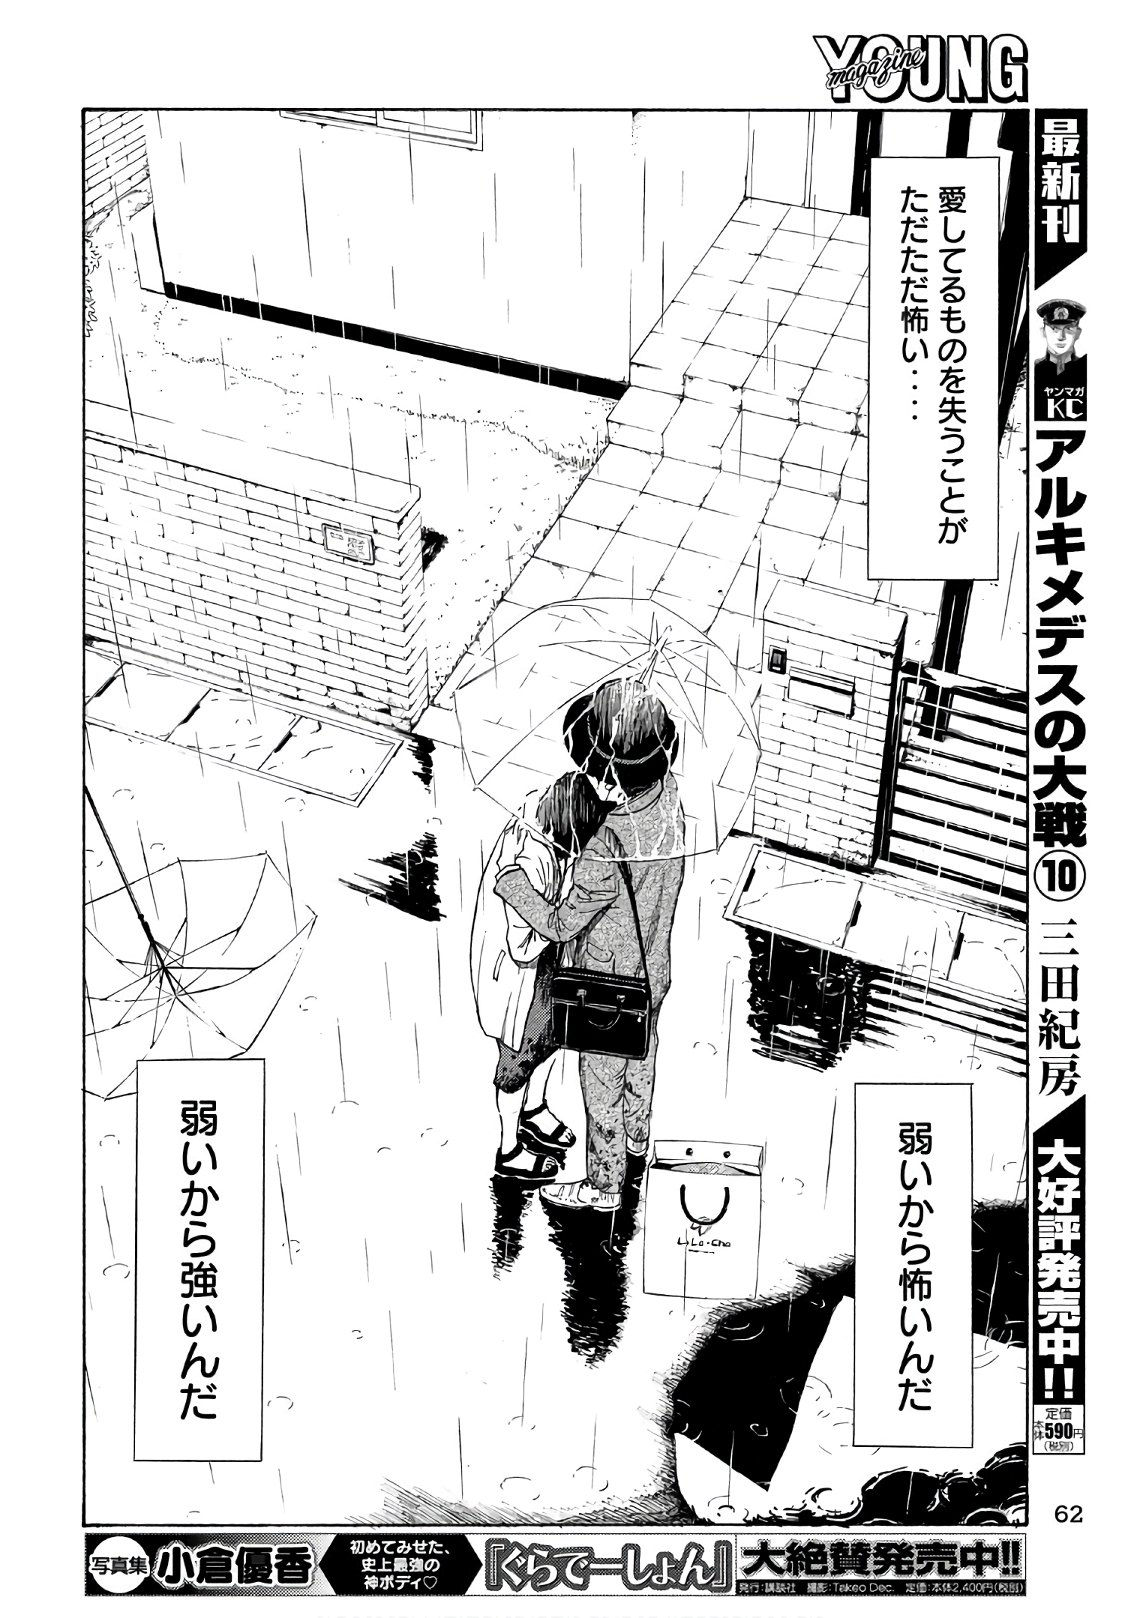 YOUNG
magazine
愛してるものを失うことが
ただただ怖い‥‥
弱いから怖いんだ
弱いから強いんだ
LaLa・Cha
最新刊
ヤンマガ
KC
アルキメデスの大戦⑩
三田紀房
大好評発売中!!
定価
本体590円
(税別)
62
写真集
小倉優香
初めてみせた、
史上最強の
神ボディ♡
『ぐらでーしょん』
大絶賛発売中!!
発行:講談社 撮影:Takeo Dec. 定価:本体2,400円(税別)